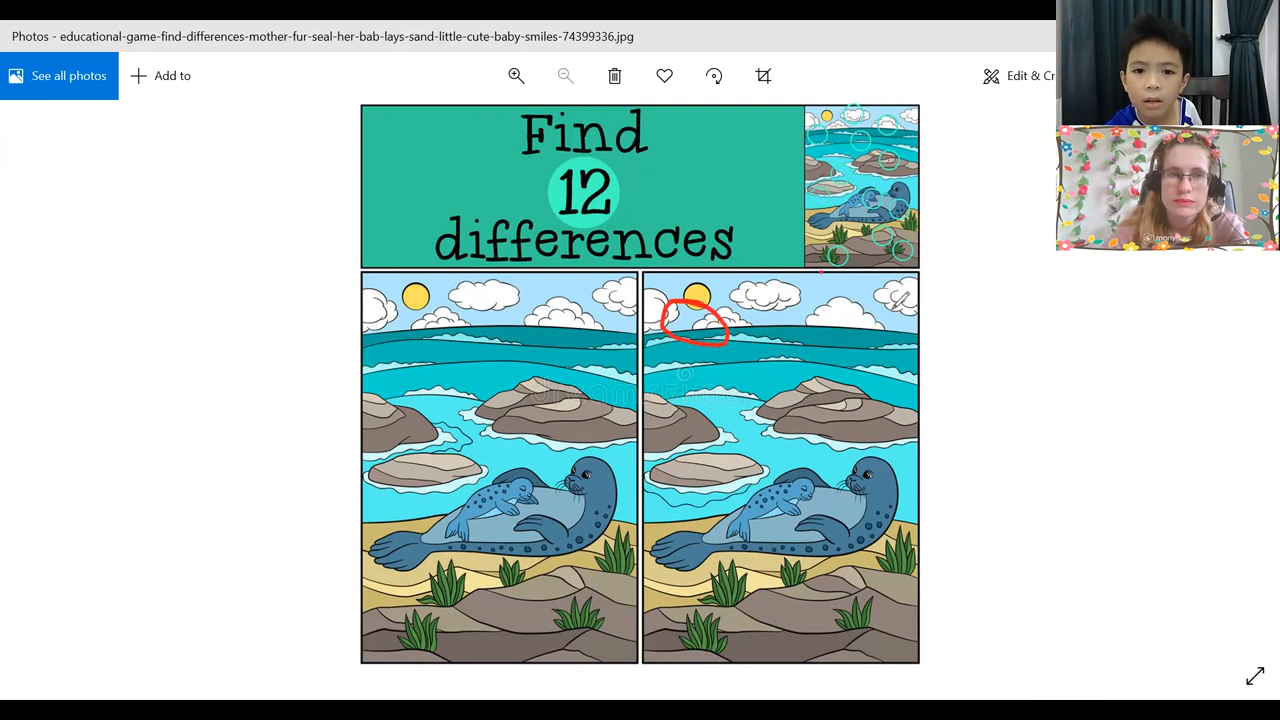 Photos - educational-game-find-differences-mother-fur-seal-her-bab-lays-sand-little-cute-baby-smiles-74399336.jpg
See all photos
Add to
Edit & Cr
Find
12
differences
dreamstime